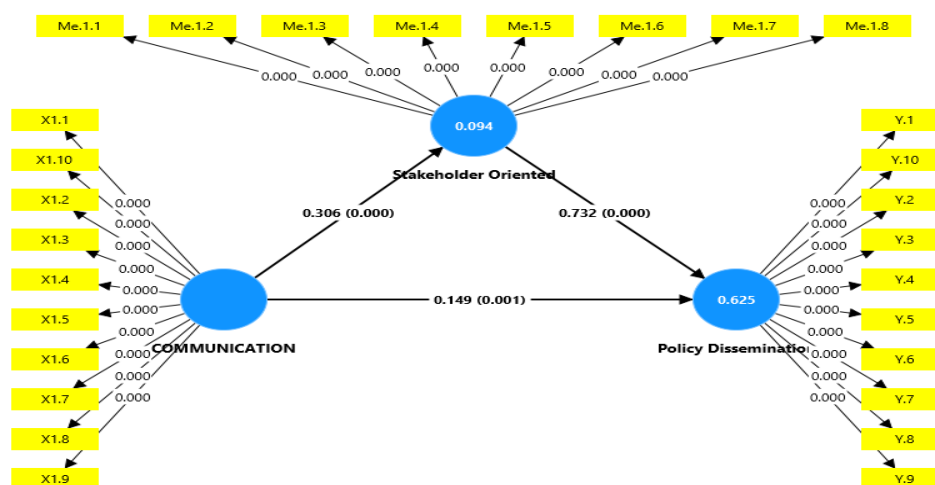 Me.1.1
Me.1.2
Me.1.3
Me.1.4
Me.1.5
Me.1.6
Me.1.7
Me.1.8
0.000
0.000
0.000
0.000
0.000
0.000
0.000
0.000
0.094
Stakeholder Oriented
X1.1
X1.10
X1.2
X1.3
X1.4
X1.5
X1.6
X1.7
X1.8
X1.9
0.000
0.000
0.000
0.000
0.000
0.000
0.000
0.000
0.000
0.000
COMMUNICATION
0.306 (0.000)
0.732 (0.000)
0.149 (0.001)
0.625
Policy Disseminatio
0.000
0.000
0.000
0.000
0.000
0.000
0.000
0.000
0.000
0.000
Y.1
Y.10
Y.2
Y.3
Y.4
Y.5
Y.6
Y.7
Y.8
Y.9